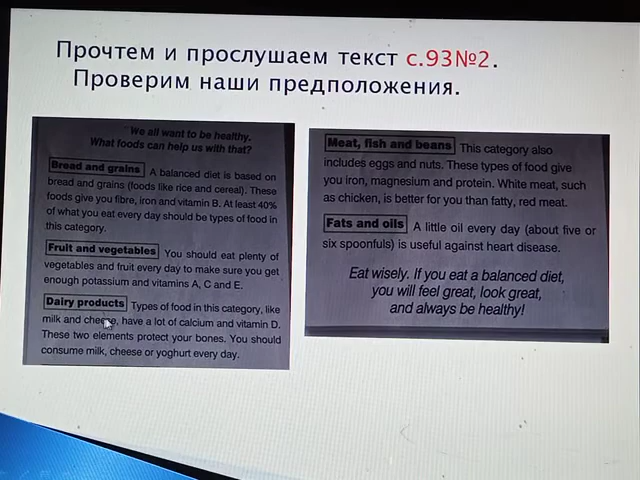 Прочтем и прослушаем текст с.93№2.
Проверим наши предположения.
We all want to be healthy.
What foods can help us with that?
Bread and grains A balanced diet is based on
bread and grains (foods like rice and cereal). These
foods give you fibre, iron and vitamin B. At least 40%
of what you eat every day should be types of food in
this category.
Fruit and vegetables You should eat plenty of
vegetables and fruit every day to make sure you get
enough potassium and vitamins A, C and E.
Dairy products Types of food in this category, like
milk and cheese, have a lot of calcium and vitamin D.
These two elements protect your bones. You should
consume milk, cheese or yoghurt every day.
Meat, fish and beans This category also
includes eggs and nuts. These types of food give
you iron, magnesium and protein. White meat, such
as chicken, is better for you than fatty, red meat.
Fats and oils A little oil every day (about five or
six spoonfuls) is useful against heart disease.
Eat wisely. If you eat a balanced diet,
you will feel great, look great,
and always be healthy!